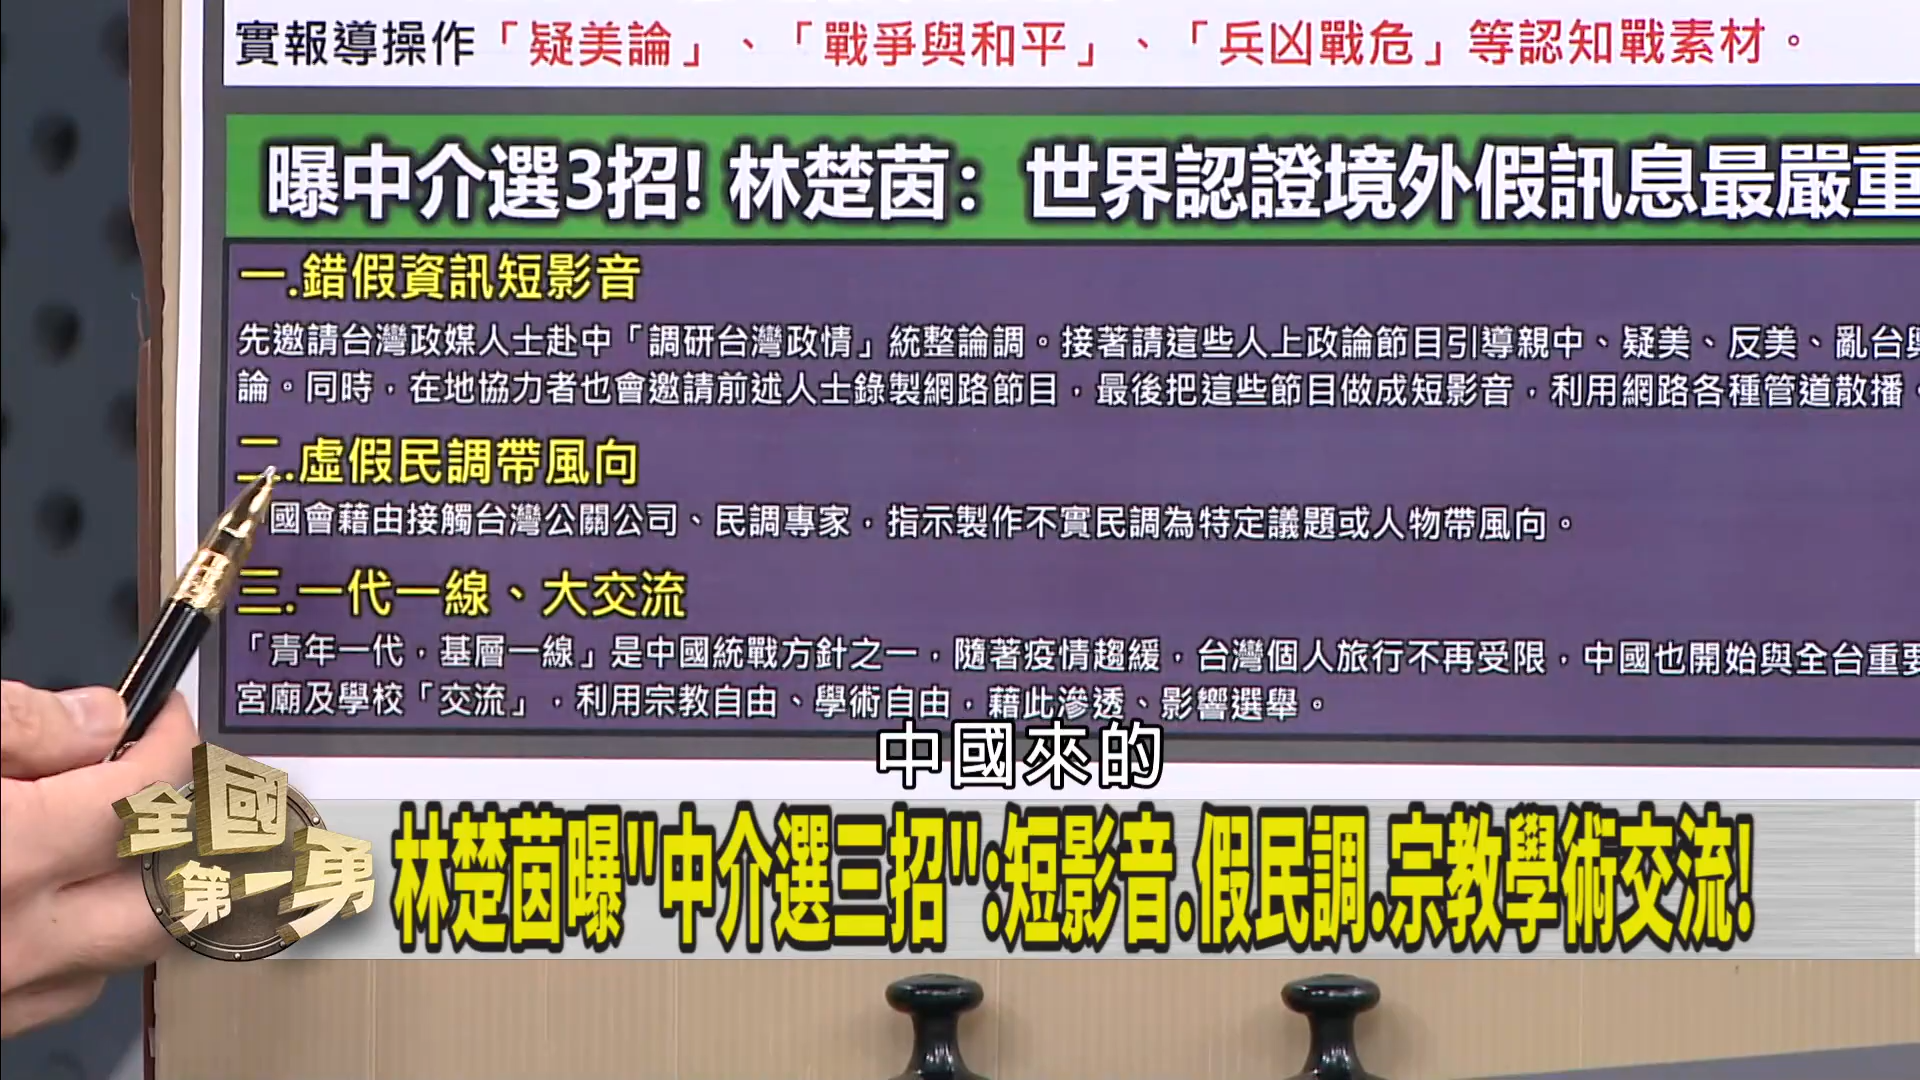 實報導操作「疑美論」、「戰爭與和平」、「兵凶戰危」等認知戰素材。
曝中介選3招! 林楚茵： 世界認證境外假訊息最嚴重
一.錯假資訊短影音
先邀請台灣政媒人士赴中「調研台灣政情」統整論調。接著請這些人上政論節目引導親中、疑美、反美、亂台與
論。同時，在地協力者也會邀請前述人士錄製網路節目，最後把這些節目做成短影音，利用網路各種管道散播。
二.虛假民調帶風向
國會藉由接觸台灣公關公司、民調專家，指示製作不實民調為特定議題或人物帶風向。
三.一代一線、大交流
「青年一代，基層一線」是中國統戰方針之一，隨著疫情趨緩，台灣個人旅行不再受限，中國也開始與全台重要
宮廟及學校「交流」，利用宗教自由、學術自由，藉此滲透、影響選舉。
中國來的
全國第一勇
林楚茵曝"中介選三招":短影音.假民調.宗教學術交流!